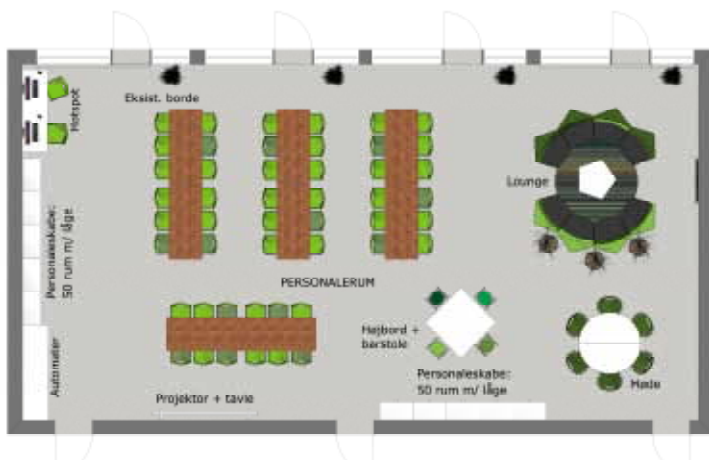 Eksist. borde
Hotspot
Lounge
Personaleskabe:
50 rum m/ låge
PERSONALERUM
Højbord +
barstole
Automater
Personaleskabe:
50 rum m/ låge
Møde
Projektor + tavle